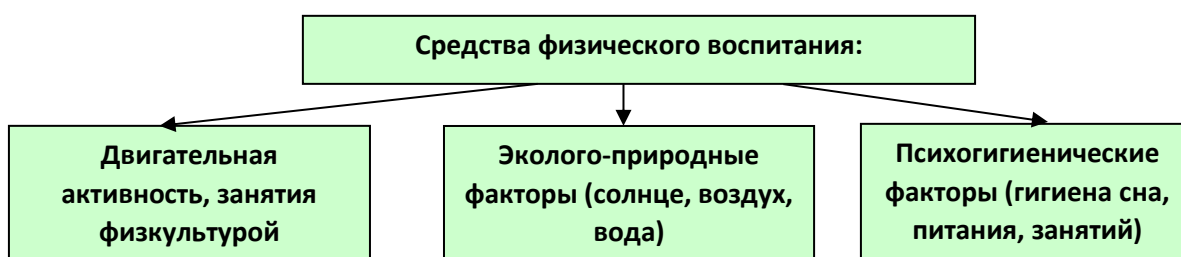 Средства физического воспитания:
Двигательная
активность, занятия
физкультурой
Эколого-природные
факторы (солнце, воздух,
вода)
Психогигиенические
факторы (гигиена сна,
питания, занятий)